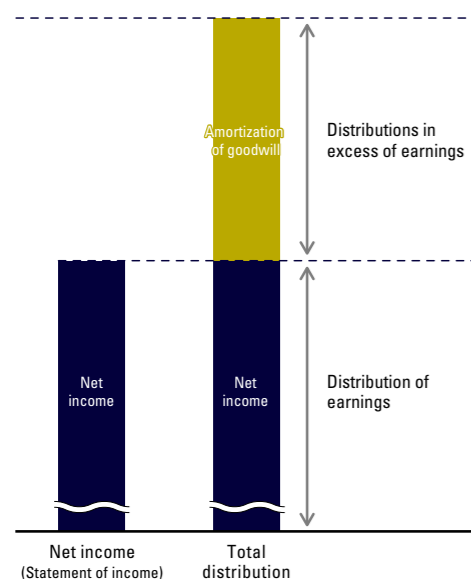 Amortization
of goodwill
Distributions in
excess of earnings
Net
income
Net
income
Distribution of
earnings
Net income
(Statement of income)
Total
distribution